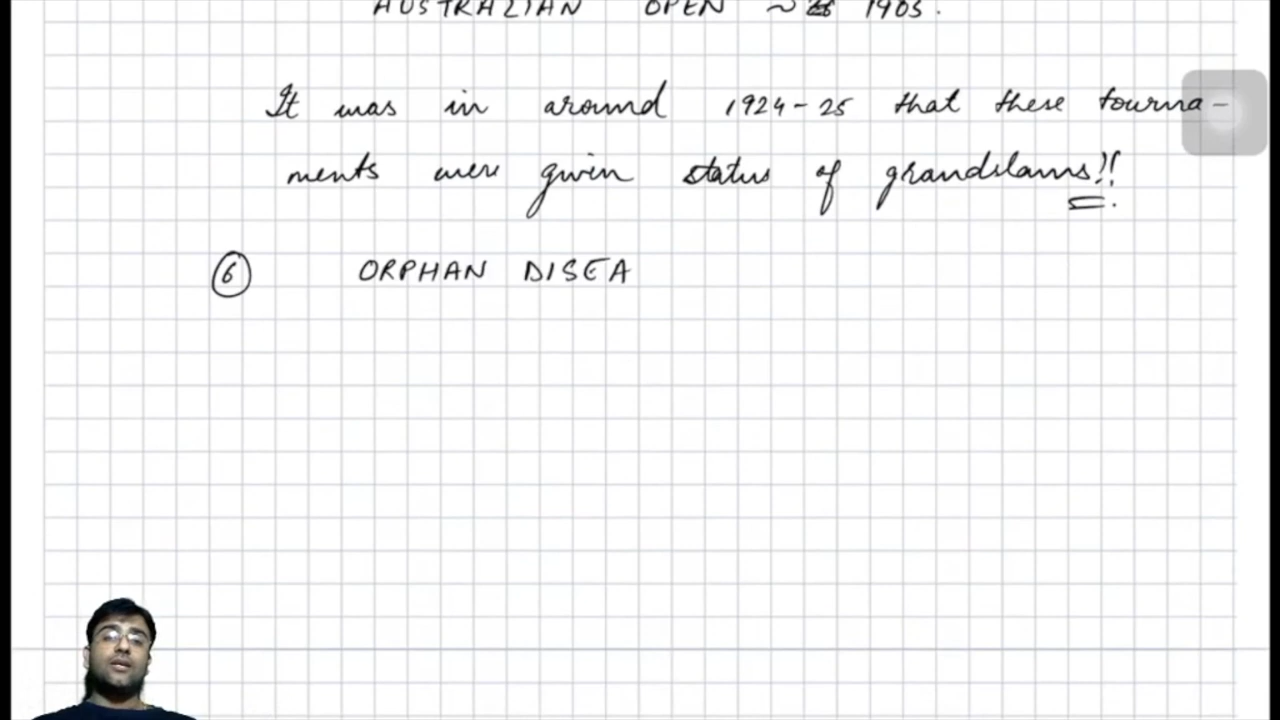 AUSTRALIAN OPEN ~ 1905.
It was in around 1924-25 that these tourna-
ments were given status of grandslams!!
6 ORPHAN DISEA